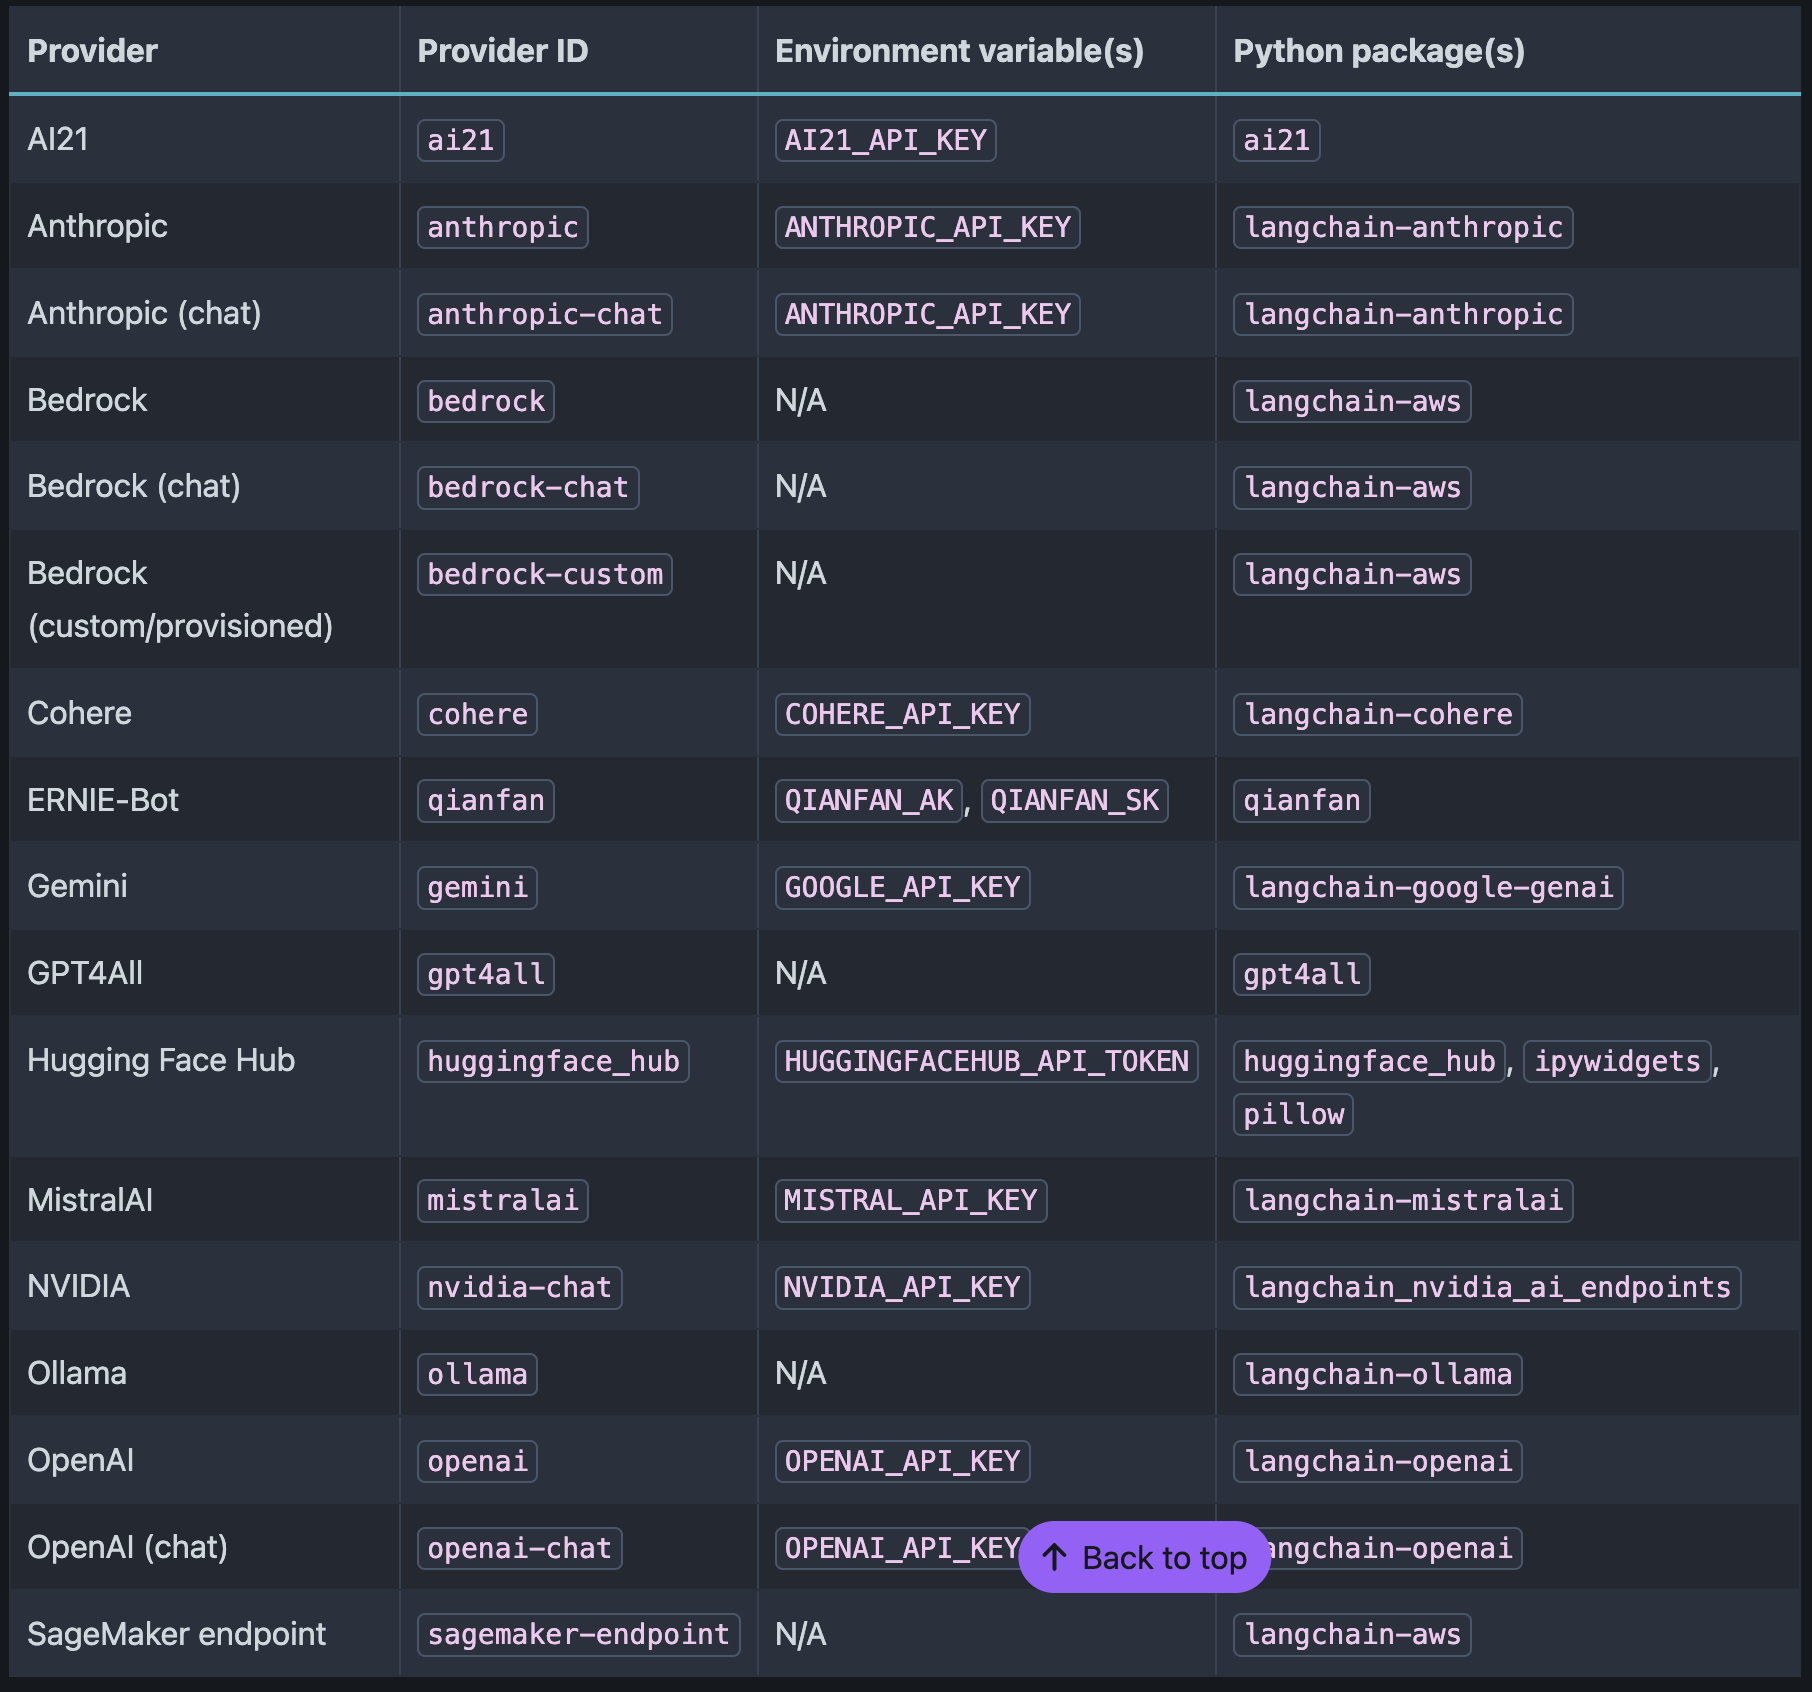 Provider Provider ID Environment variable(s) Python package(s)
AI21 ai21 AI21_API_KEY ai21
Anthropic anthropic ANTHROPIC_API_KEY langchain-anthropic
Anthropic (chat) anthropic-chat ANTHROPIC_API_KEY langchain-anthropic
Bedrock bedrock N/A langchain-aws
Bedrock (chat) bedrock-chat N/A langchain-aws
Bedrock bedrock-custom N/A langchain-aws
(custom/provisioned)
Cohere cohere COHERE_API_KEY langchain-cohere
ERNIE-Bot qianfan QIANFAN_AK, QIANFAN_SK qianfan
Gemini gemini GOOGLE_API_KEY langchain-google-genai
GPT4All gpt4all N/A gpt4all
Hugging Face Hub huggingface_hub HUGGINGFACEHUB_API_TOKEN huggingface_hub, ipywidgets,
pillow
MistralAI mistralai MISTRAL_API_KEY langchain-mistralai
NVIDIA nvidia-chat NVIDIA_API_KEY langchain_nvidia_ai_endpoints
Ollama ollama N/A langchain-ollama
OpenAI openai OPENAI_API_KEY langchain-openai
OpenAI (chat) openai-chat OPENAI_API_KEY angchain-openai
↑ Back to top
SageMaker endpoint sagemaker-endpoint N/A langchain-aws